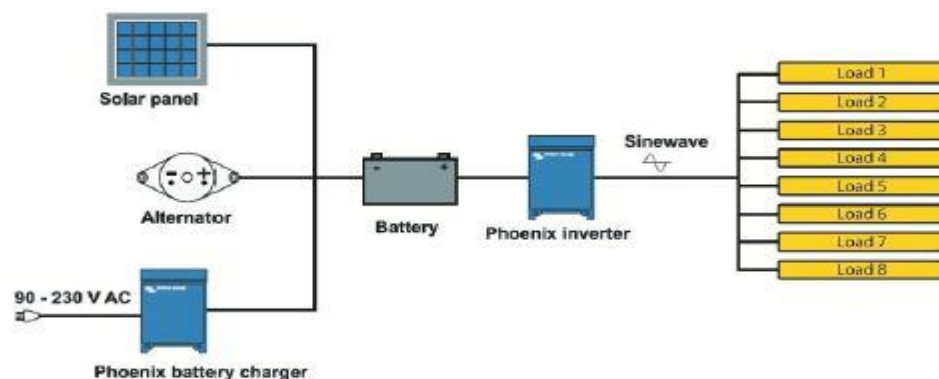 Solar panel
Alternator
90 - 230 V AC
Phoenix battery charger
Battery
Phoenix inverter
Sinewave
Load 1
Load 2
Load 3
Load 4
Load 5
Load 6
Load 7
Load 8